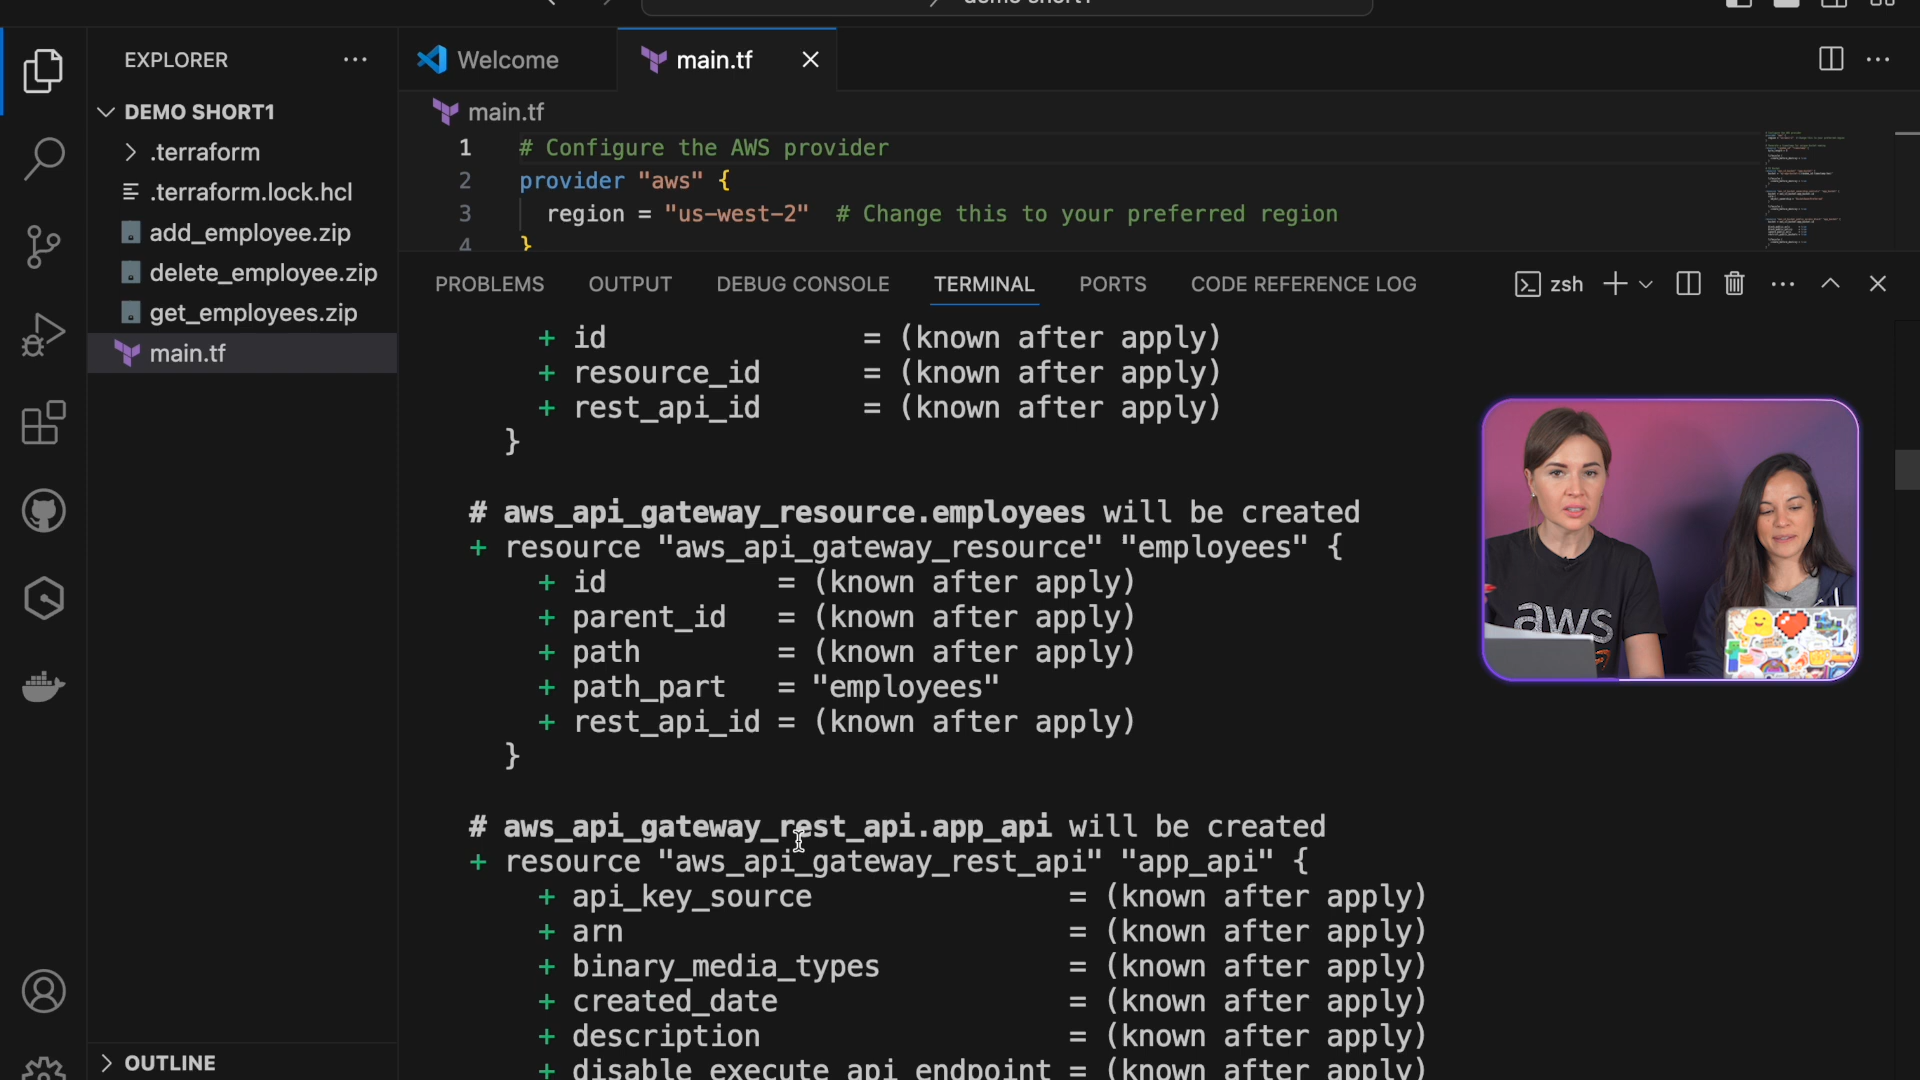 EXPLORER
Welcome
main.tf
DEMO SHORT1
main.tf
.terraform
.terraform.lock.hcl
add_employee.zip
delete_employee.zip
get_employees.zip
main.tf
1 # Configure the AWS provider
2 provider "aws" {
3 region = "us-west-2" # Change this to your preferred region
4 }
PROBLEMS OUTPUT DEBUG CONSOLE TERMINAL PORTS CODE REFERENCE LOG zsh
+ id = (known after apply)
+ resource_id = (known after apply)
+ rest_api_id = (known after apply)
}
# aws_api_gateway_resource.employees will be created
+ resource "aws_api_gateway_resource" "employees" {
+ id = (known after apply)
+ parent_id = (known after apply)
+ path = (known after apply)
+ path_part = "employees"
+ rest_api_id = (known after apply)
}
# aws_api_gateway_rest_api.app_api will be created
+ resource "aws_api_gateway_rest_api" "app_api" {
+ api_key_source = (known after apply)
+ arn = (known after apply)
+ binary_media_types = (known after apply)
+ created_date = (known after apply)
+ description = (known after apply)
+ disable_execute_api_endpoint = (known after apply)
aws
OUTLINE